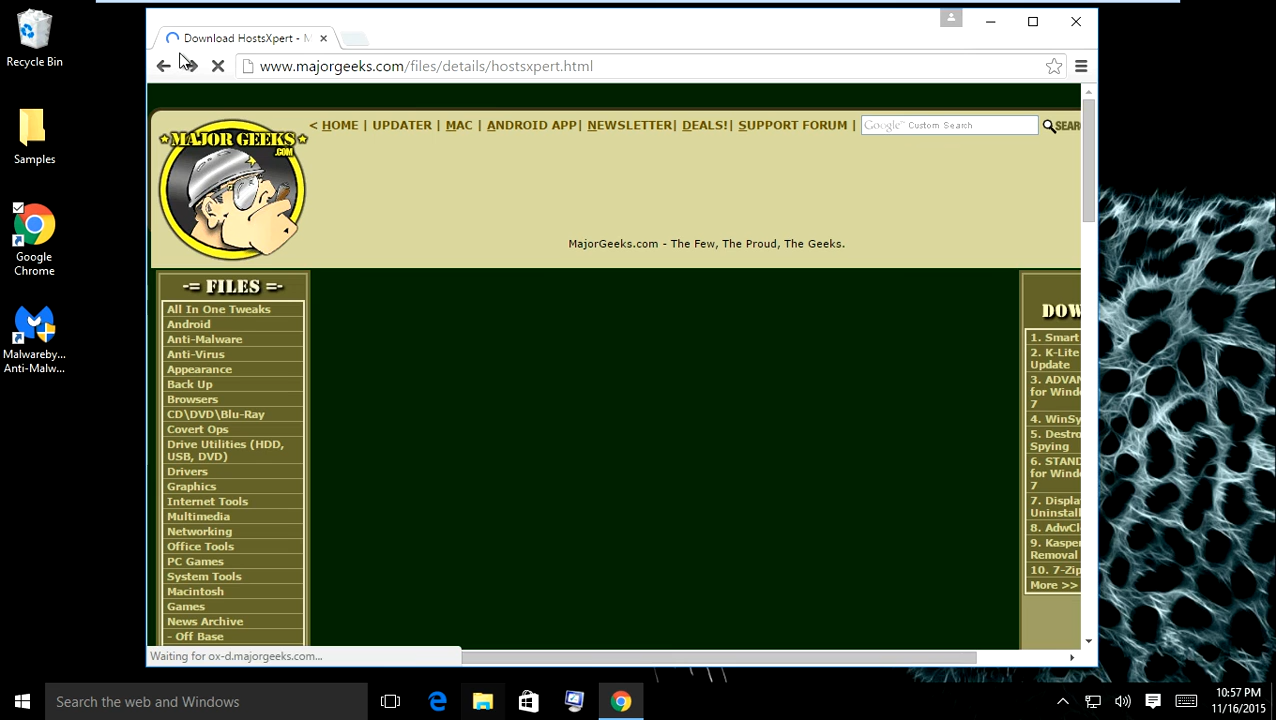 Recycle Bin
Samples
Google
Chrome
Malwareby...
Anti-Malw...
Download HostsXpert - M
www.majorgeeks.com/files/details/hostsxpert.html
MAJOR GEEKS
.COM
< HOME | UPDATER | MAC | ANDROID APP| NEWSLETTER| DEALS!| SUPPORT FORUM |
Google™ Custom Search
SEAR
MajorGeeks.com - The Few, The Proud, The Geeks.
-= FILES =-
All In One Tweaks
Android
Anti-Malware
Anti-Virus
Appearance
Back Up
Browsers
CD\DVD\Blu-Ray
Covert Ops
Drive Utilities (HDD,
USB, DVD)
Drivers
Graphics
Internet Tools
Multimedia
Networking
Office Tools
PC Games
System Tools
Macintosh
Games
News Archive
- Off Base
DOW
1. Smart
2. K-Lite
Update
3. ADVAN
for Windo
7
4. WinSy
5. Destro
Spying
6. STAND
for Windo
7
7. Display
Uninstall
8. AdwCl
9. Kasper
Removal
10. 7-Zip
More >>
Waiting for ox-d.majorgeeks.com...
Search the web and Windows
10:57 PM
11/16/2015